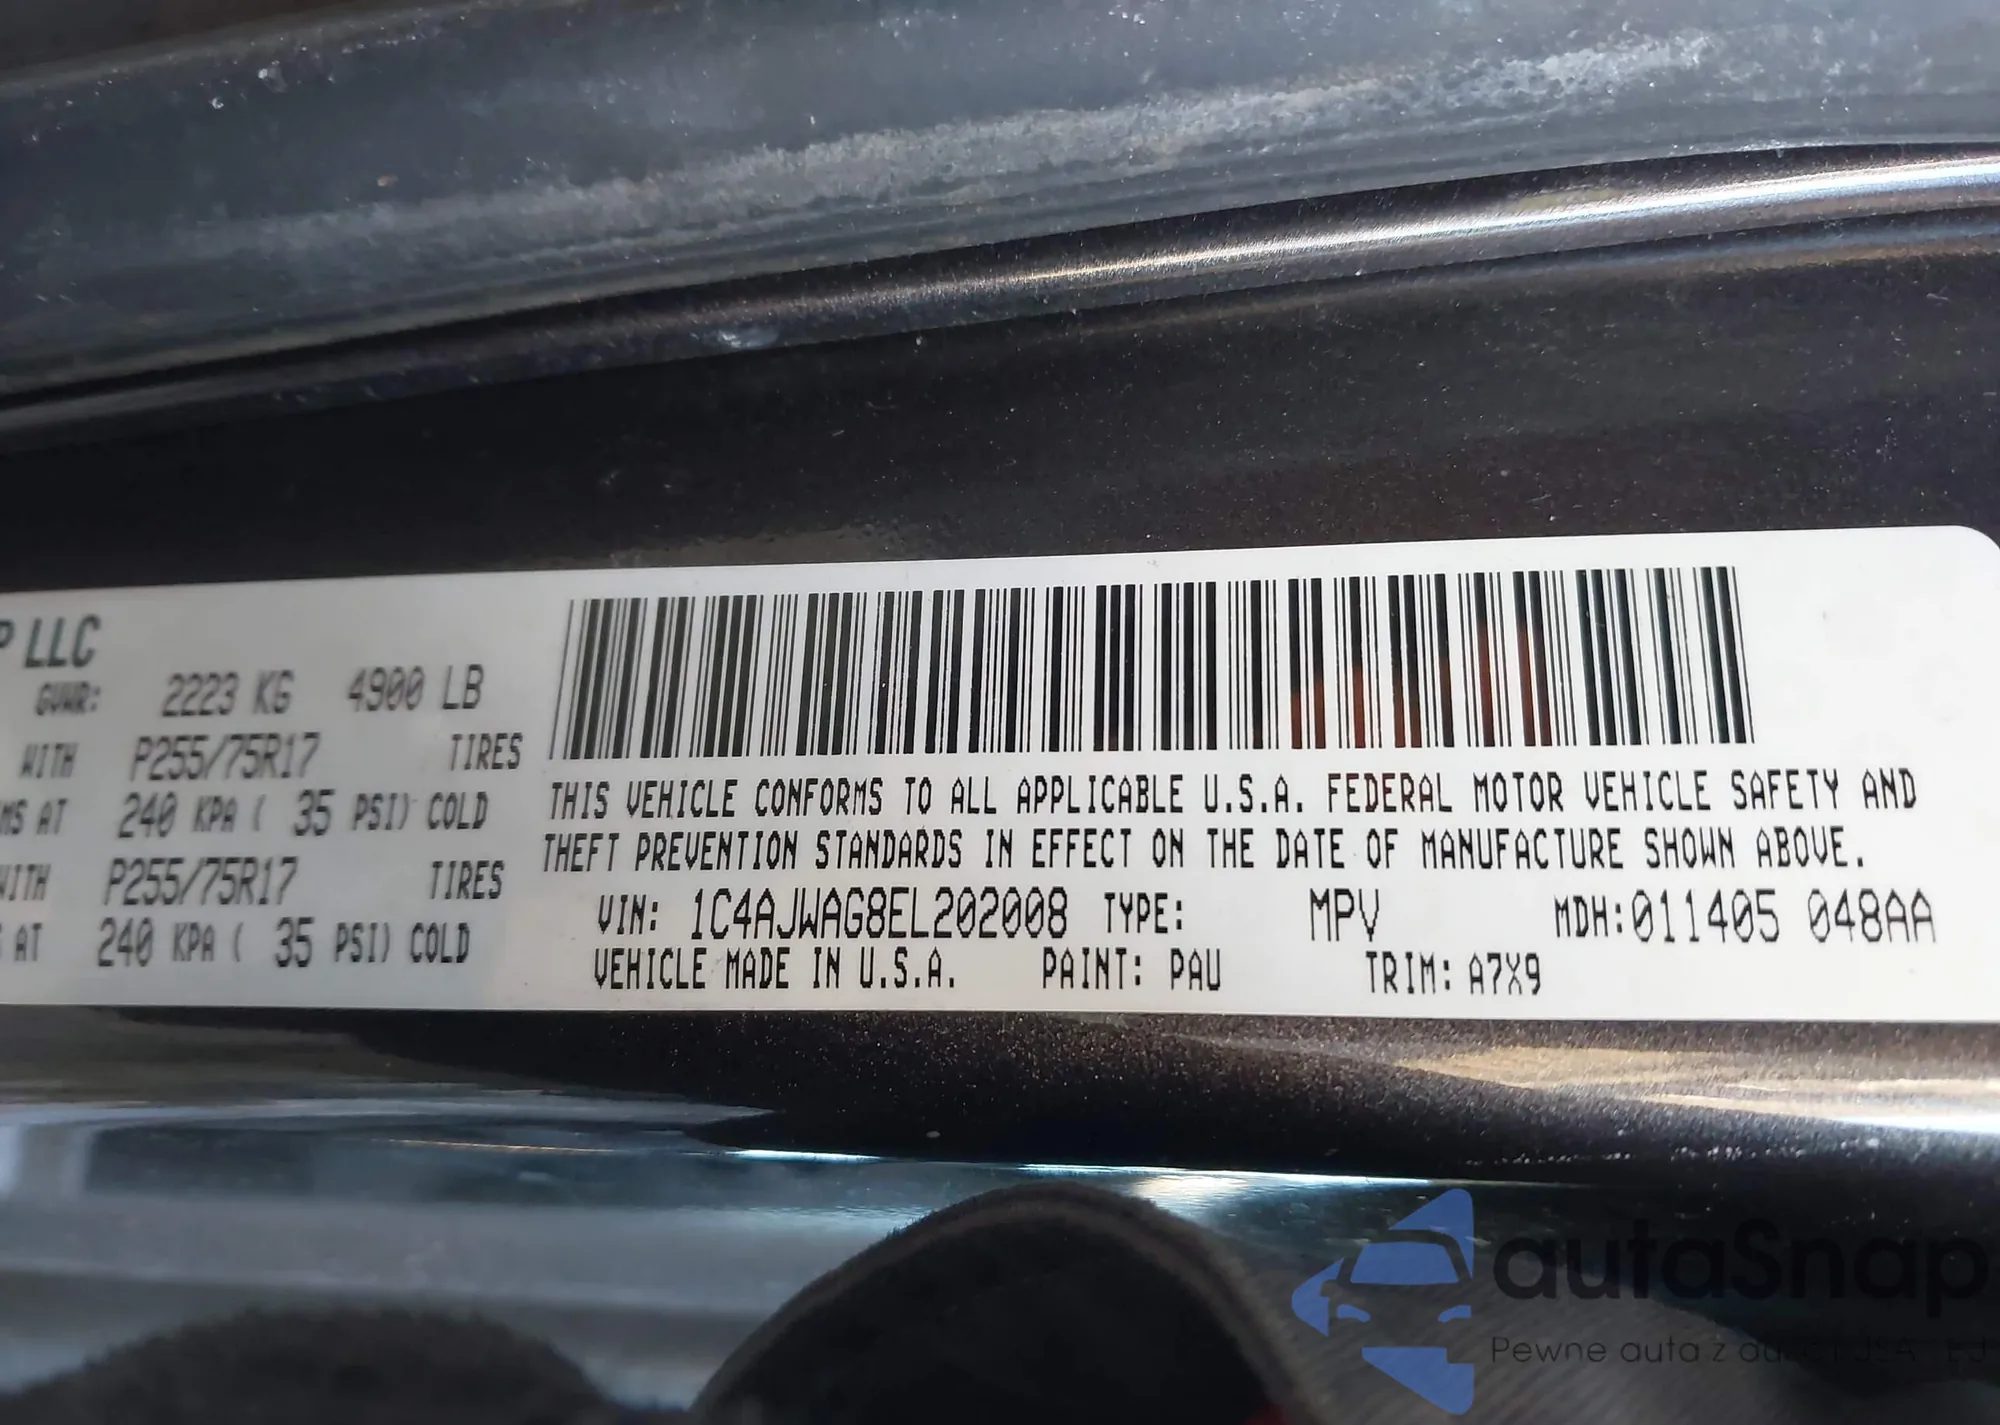 P LLC
GVWR: 2223 KG 4900 LB
WITH P255/75R17 TIRES
MS AT 240 KPA ( 35 PSI) COLD
WITH P255/75R17 TIRES
AT 240 KPA ( 35 PSI) COLD
THIS VEHICLE CONFORMS TO ALL APPLICABLE U.S.A. FEDERAL MOTOR VEHICLE SAFETY AND
THEFT PREVENTION STANDARDS IN EFFECT ON THE DATE OF MANUFACTURE SHOWN ABOVE.
VIN: 1C4AJWAG8EL202008 TYPE: MPV MDH:011405 048AA
VEHICLE MADE IN U.S.A. PAINT: PAU TRIM: A7X9
autaSnap
Pewne auta z